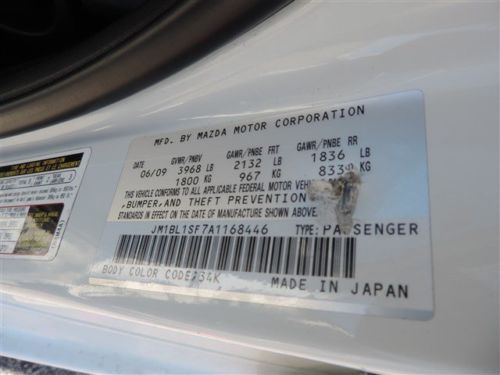 MFD. BY MAZDA MOTOR CORPORATION
DATE GVWR/PNBV GAWR/PNBE FRT GAWR/PNBE RR
06/09 3968 LB 2132 LB 1836 LB
1800 KG 967 KG 833 KG
THIS VEHICLE CONFORMS TO ALL APPLICABLE FEDERAL MOTOR VEHIC
,BUMPER,AND THEFT PREVENTION
STANDARDS IN EFFECT ON THE DATE OF MANUFACTURE SHOWN ABOVE.
JM1BL1SF7A1168446 TYPE: PASSENGER
BODY COLOR CODE:34K
MADE IN JAPAN